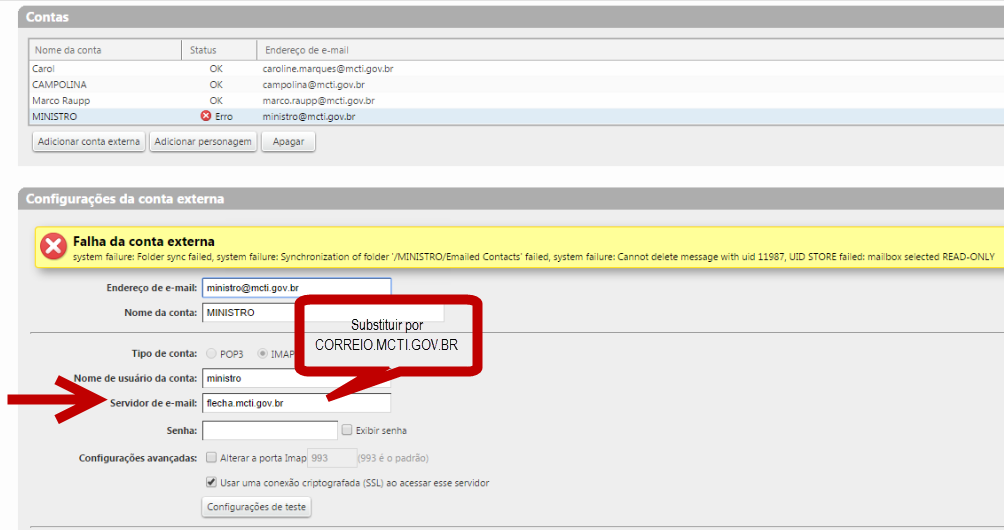 Contas
Nome da conta Status Endereço de e-mail
Carol OK caroline.marques@mcti.gov.br
CAMPOLINA OK campolina@mcti.gov.br
Marco Raupp OK marco.raupp@mcti.gov.br
MINISTRO Erro ministro@mcti.gov.br
Adicionar conta externa Adicionar personagem Apagar
Configurações da conta externa
Falha da conta externa
system failure: Folder sync failed, system failure: Synchronization of folder '/MINISTRO/Emailed Contacts' failed, system failure: Cannot delete message with uid 11987, UID STORE failed: mailbox selected READ-ONLY
Endereço de e-mail: ministro@mcti.gov.br
Nome da conta: MINISTRO
Substituir por
CORREIO.MCTI.GOV.BR
Tipo de conta: POP3 IMAP
Nome de usuário da conta: ministro
Servidor de e-mail: flecha.mcti.gov.br
Senha: Exibir senha
Configurações avançadas: Alterar a porta Imap 993 (993 é o padrão)
Usar uma conexão criptografada (SSL) ao acessar esse servidor
Configurações de teste